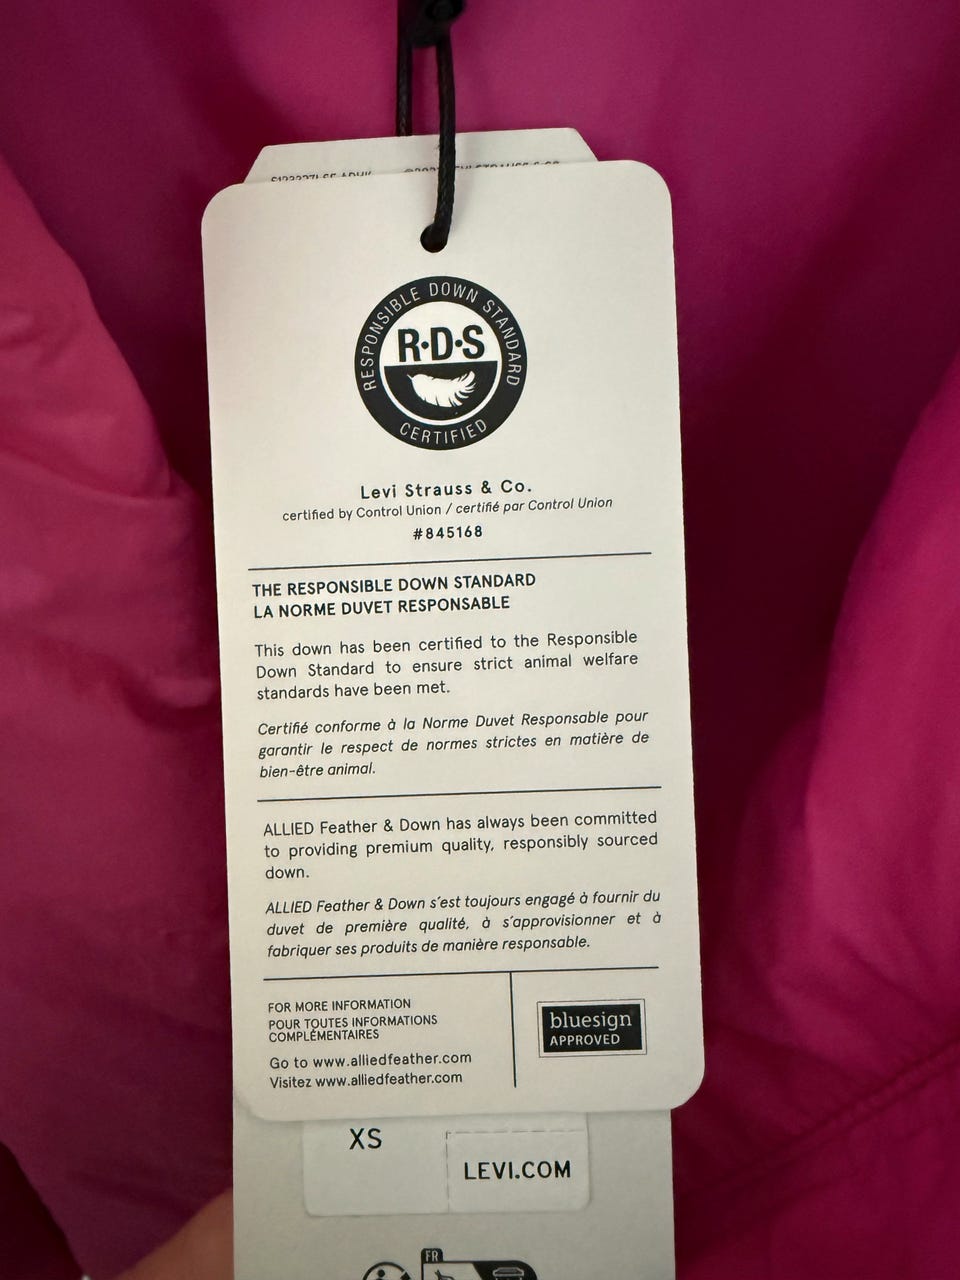 RESPONSIBLE DOWN STANDARD
R·D·S
CERTIFIED
Levi Strauss & Co.
certified by Control Union / certifié par Control Union
#845168
THE RESPONSIBLE DOWN STANDARD
LA NORME DUVET RESPONSABLE
This down has been certified to the Responsible
Down Standard to ensure strict animal welfare
standards have been met.
Certifié conforme à la Norme Duvet Responsable pour
garantir le respect de normes strictes en matière de
bien-être animal.
ALLIED Feather & Down has always been committed
to providing premium quality, responsibly sourced
down.
ALLIED Feather & Down s'est toujours engagé à fournir du
duvet de première qualité, à s'approvisionner et à
fabriquer ses produits de manière responsable.
FOR MORE INFORMATION
POUR TOUTES INFORMATIONS
COMPLÉMENTAIRES
Go to www.alliedfeather.com
Visitez www.alliedfeather.com
bluesign
APPROVED
XS
LEVI.COM
FR